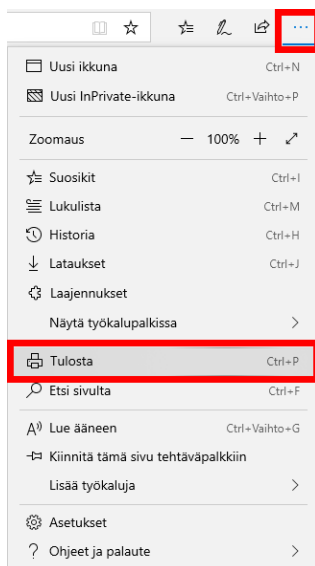 Uusi ikkuna Ctrl+N
Uusi InPrivate-ikkuna Ctrl+Vaihto+P
Zoomaus — 100% +
Suosikit Ctrl+I
Lukulista Ctrl+M
Historia Ctrl+H
Lataukset Ctrl+J
Laajennukset
Näytä työkalupalkissa
Tulosta Ctrl+P
Etsi sivulta Ctrl+F
Lue ääneen Ctrl+Vaihto+G
Kiinnitä tämä sivu tehtäväpalkkiin
Lisää työkaluja
Asetukset
Ohjeet ja palaute